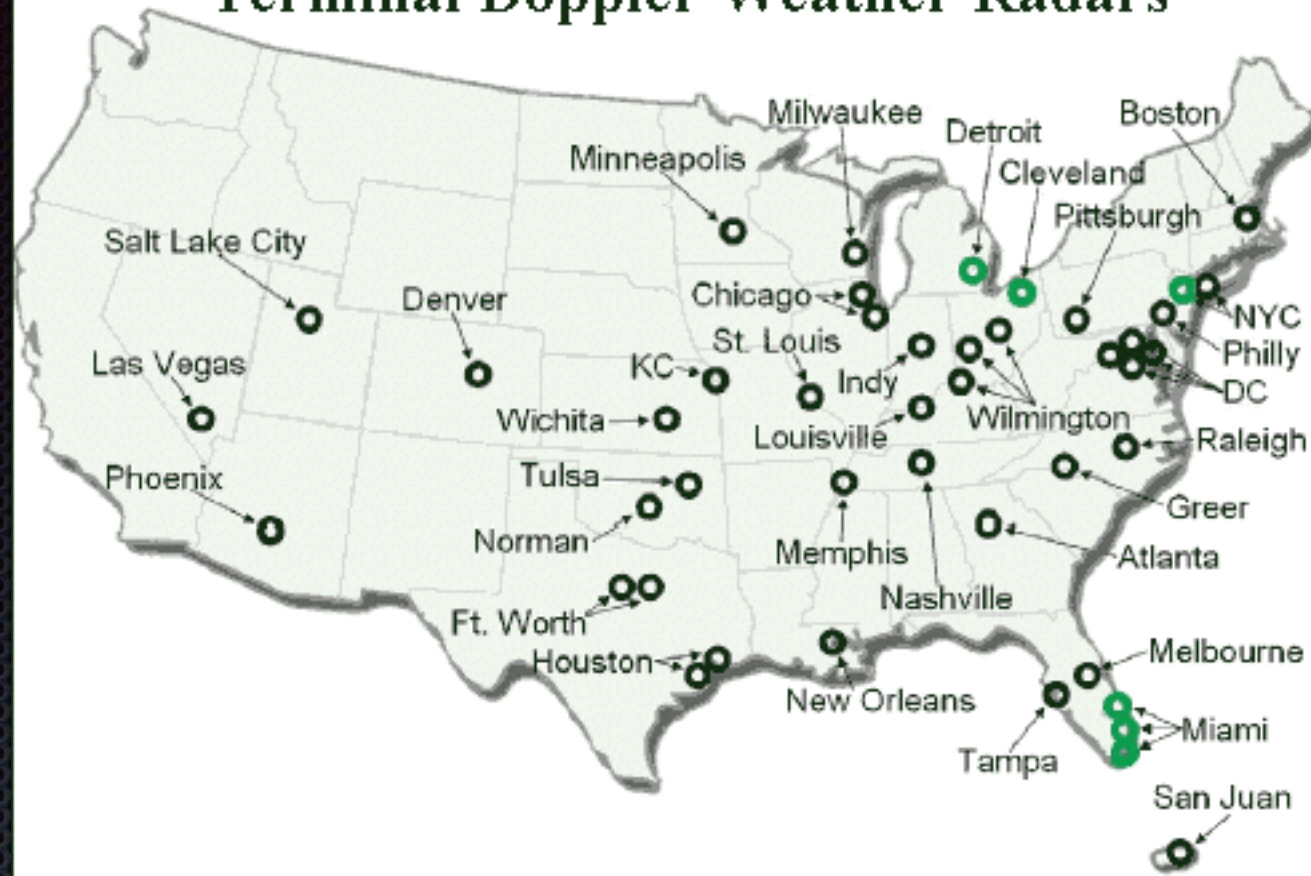 Terminal Doppler Weather Radars
Milwaukee
Boston
Detroit
Minneapolis
Cleveland
Pittsburgh
Salt Lake City
Denver
Chicago
NYC
St. Louis
Philly
Las Vegas
KC
Indy
DC
Wichita
Wilmington
Louisville
Raleigh
Phoenix
Tulsa
Greer
Norman
Memphis
Atlanta
Nashville
Ft. Worth
Houston
Melbourne
New Orleans
Miami
Tampa
San Juan